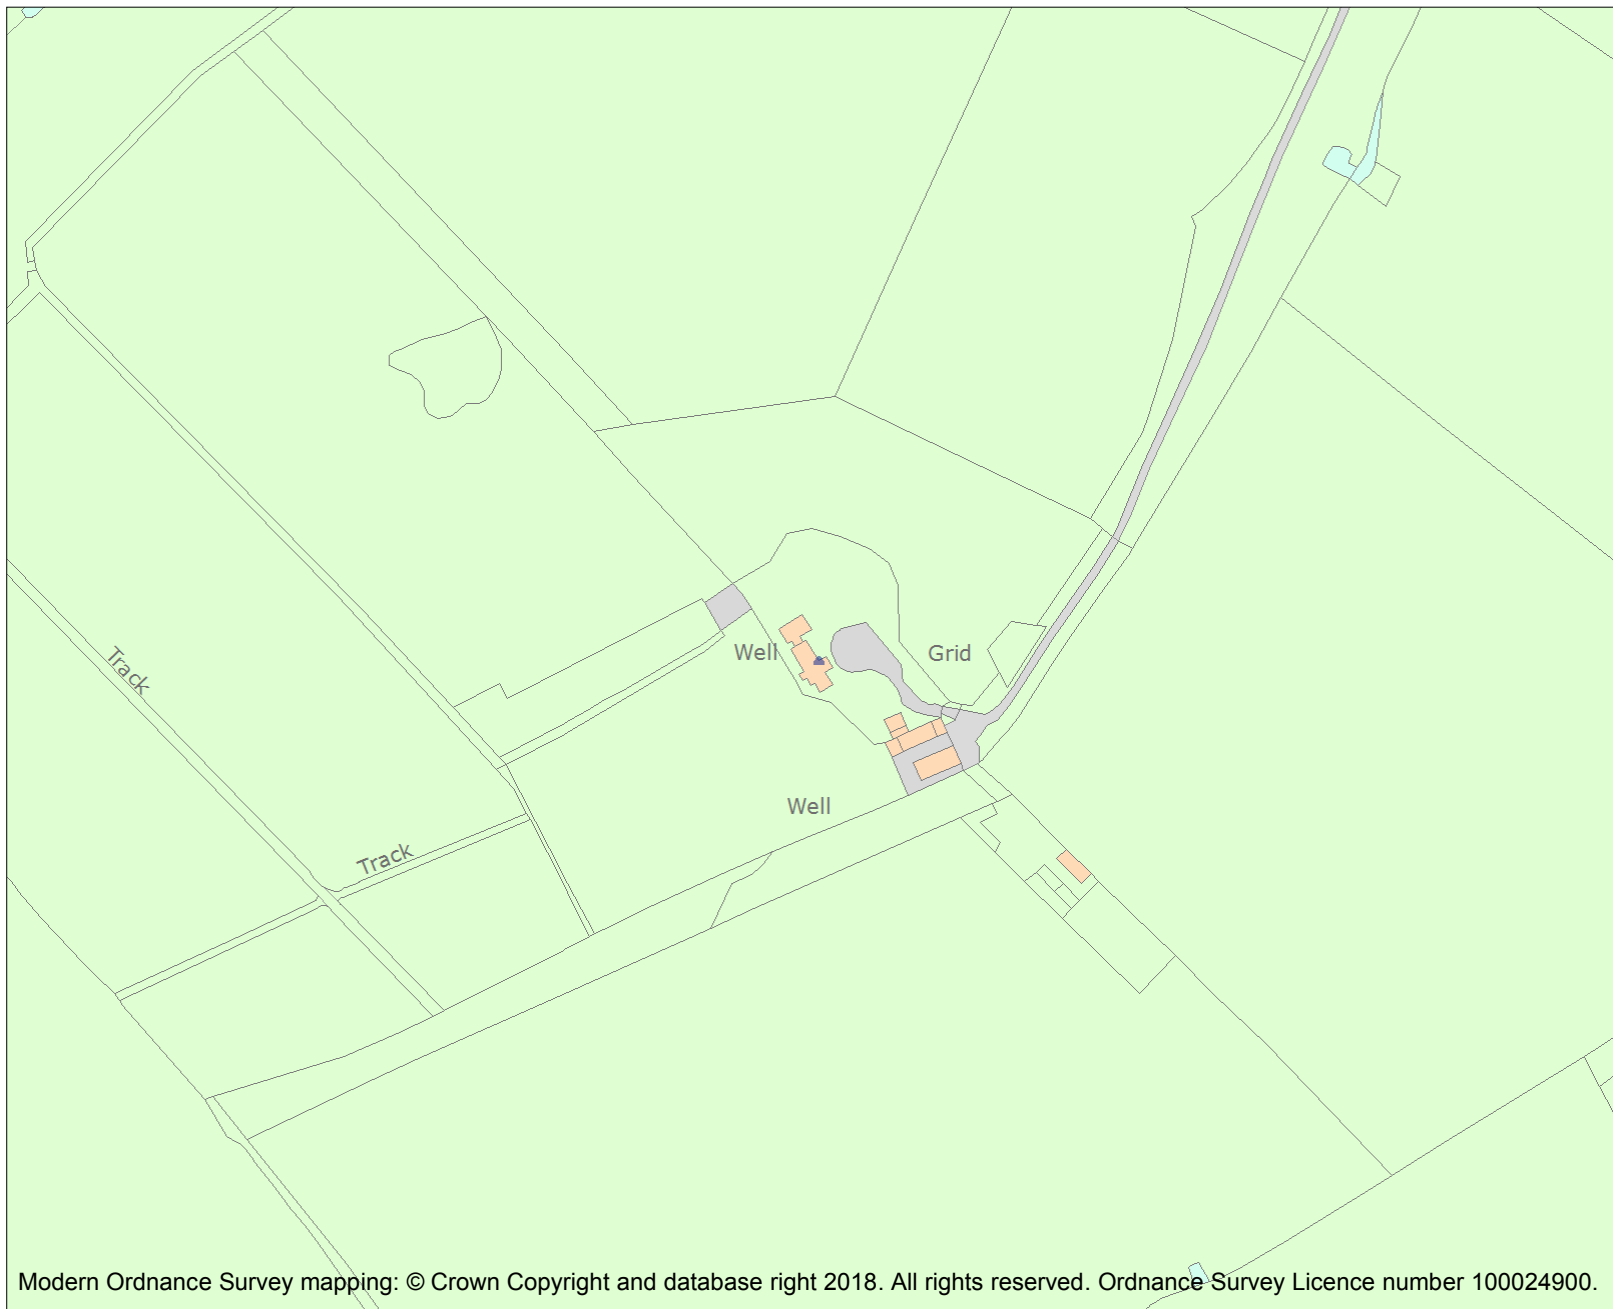 Well
Grid
Track
Well
Track
Modern Ordnance Survey mapping: © Crown Copyright and database right 2018. All rights reserved. Ordnance Survey Licence number 100024900.